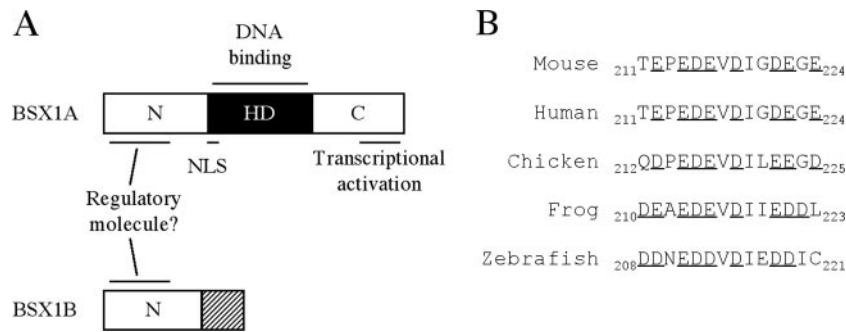 A
DNA
binding
BSX1A
N
HD
C
NLS
Transcriptional
activation
Regulatory
molecule?
BSX1B
N
B
Mouse 211TEPEDEVDIGDEGE224
Human 211TEPEDEVDIGDEGE224
Chicken 212QDPEDEVDILEEGD225
Frog 210DEAEDEVDIIEDDL223
Zebrafish 208DDNEDDVDIEDDIC221